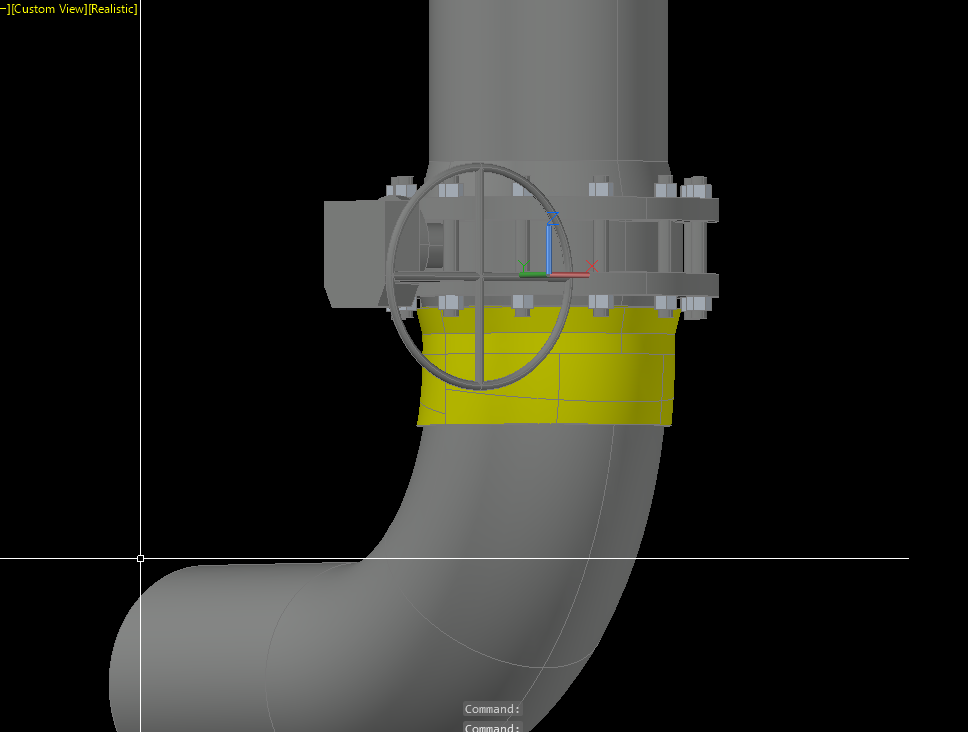 −][Custom View][Realistic]
Z
X
Command:
Command: